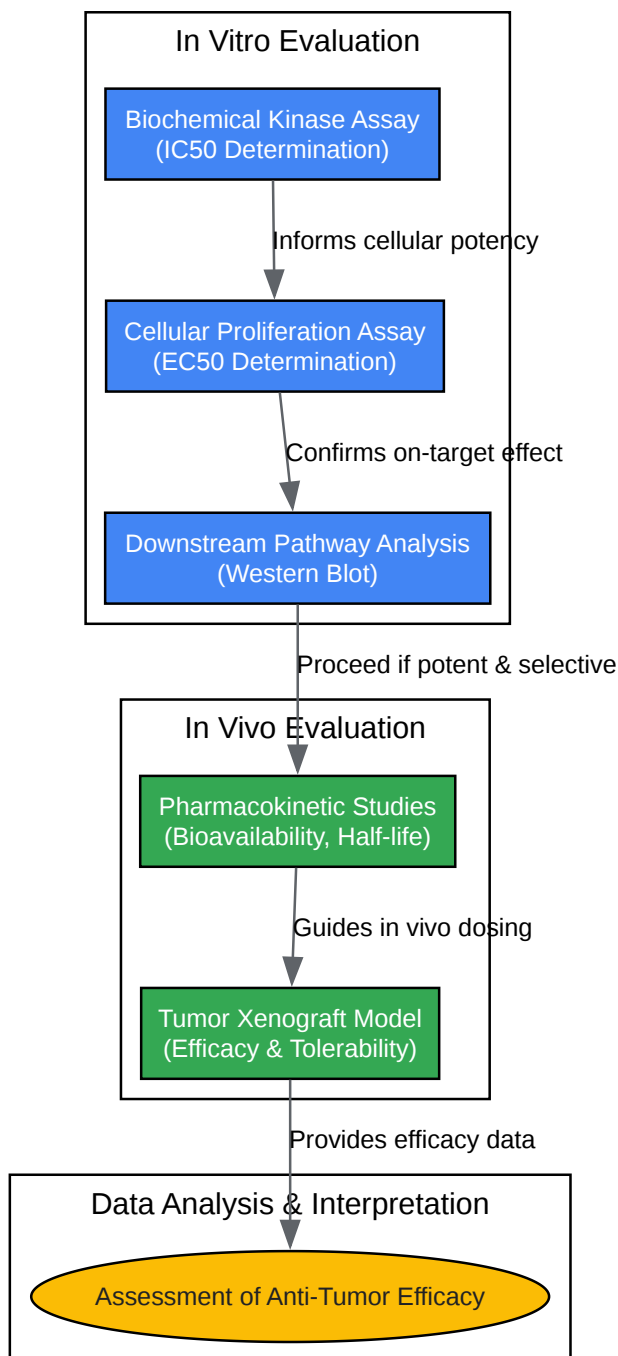 In Vitro Evaluation
Biochemical Kinase Assay
(IC50 Determination)
Informs cellular potency
Cellular Proliferation Assay
(EC50 Determination)
Confirms on-target effect
Downstream Pathway Analysis
(Western Blot)
Proceed if potent & selective
In Vivo Evaluation
Pharmacokinetic Studies
(Bioavailability, Half-life)
Guides in vivo dosing
Tumor Xenograft Model
(Efficacy & Tolerability)
Provides efficacy data
Data Analysis & Interpretation
Assessment of Anti-Tumor Efficacy